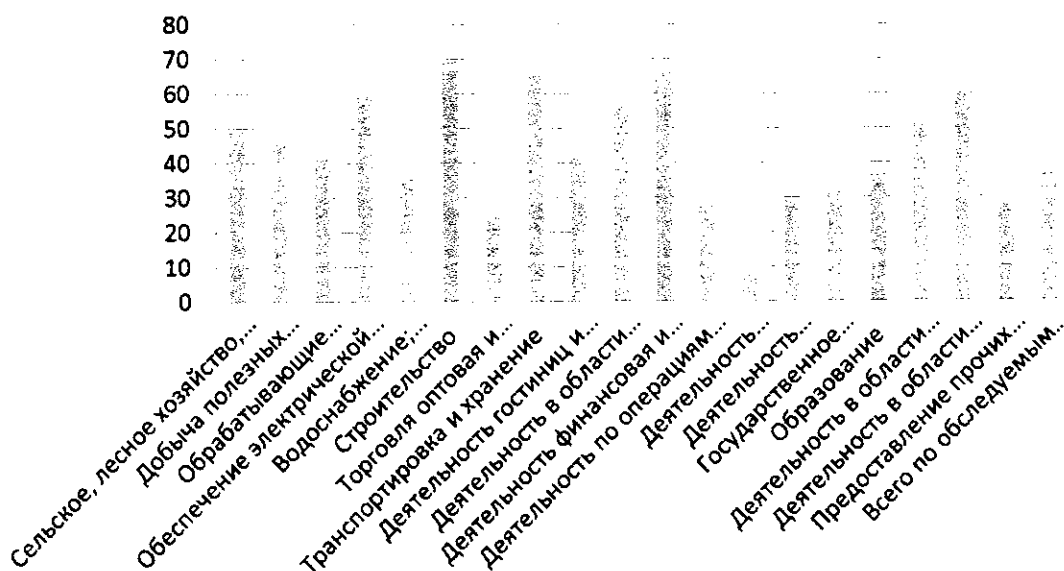 80
70
60
50
40
30
20
10
0
Сельское, лесное хозяйство,...
Добыча полезных...
Обрабатывающие...
Обеспечение электрической...
Водоснабжение;...
Строительство
Торговля оптовая и...
Транспортировка и хранение
Деятельность гостиниц и...
Деятельность в области...
Деятельность финансовая и...
Деятельность по операциям...
Деятельность...
Деятельность...
Государственное...
Образование
Деятельность в области...
Деятельность в области...
Предоставление прочих...
Всего по обследуемым...